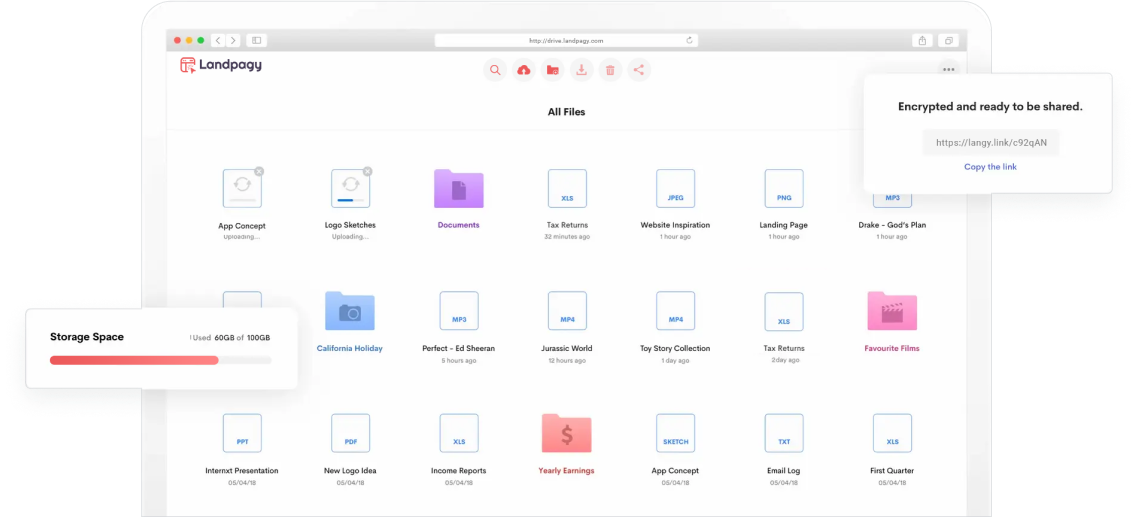 http://drive.landpagy.com
Landpagy
All Files
Encrypted and ready to be shared.
https://langy.link/c92qAN
Copy the link
XLS
JPEG
PNG
MP3
App Concept
Logo Sketches
Documents
Tax Returns
Website Inspiration
Landing Page
Drake - God's Plan
Uploading...
Uploading...
32 minutes ago
1 hour ago
1 hour ago
1 hour ago
Storage Space
Used 60GB of 100GB
MP3
MP4
MP4
XLS
California Holiday
Perfect - Ed Sheeran
Jurassic World
Toy Story Collection
Tax Returns
Favourite Films
5 hours ago
12 hours ago
1 day ago
2day ago
PPT
PDF
XLS
$
SKETCH
TXT
XLS
Internxt Presentation
New Logo Idea
Income Reports
Yearly Earnings
App Concept
Email Log
First Quarter
05/04/18
05/04/18
05/04/18
05/04/18
05/04/18
05/04/18